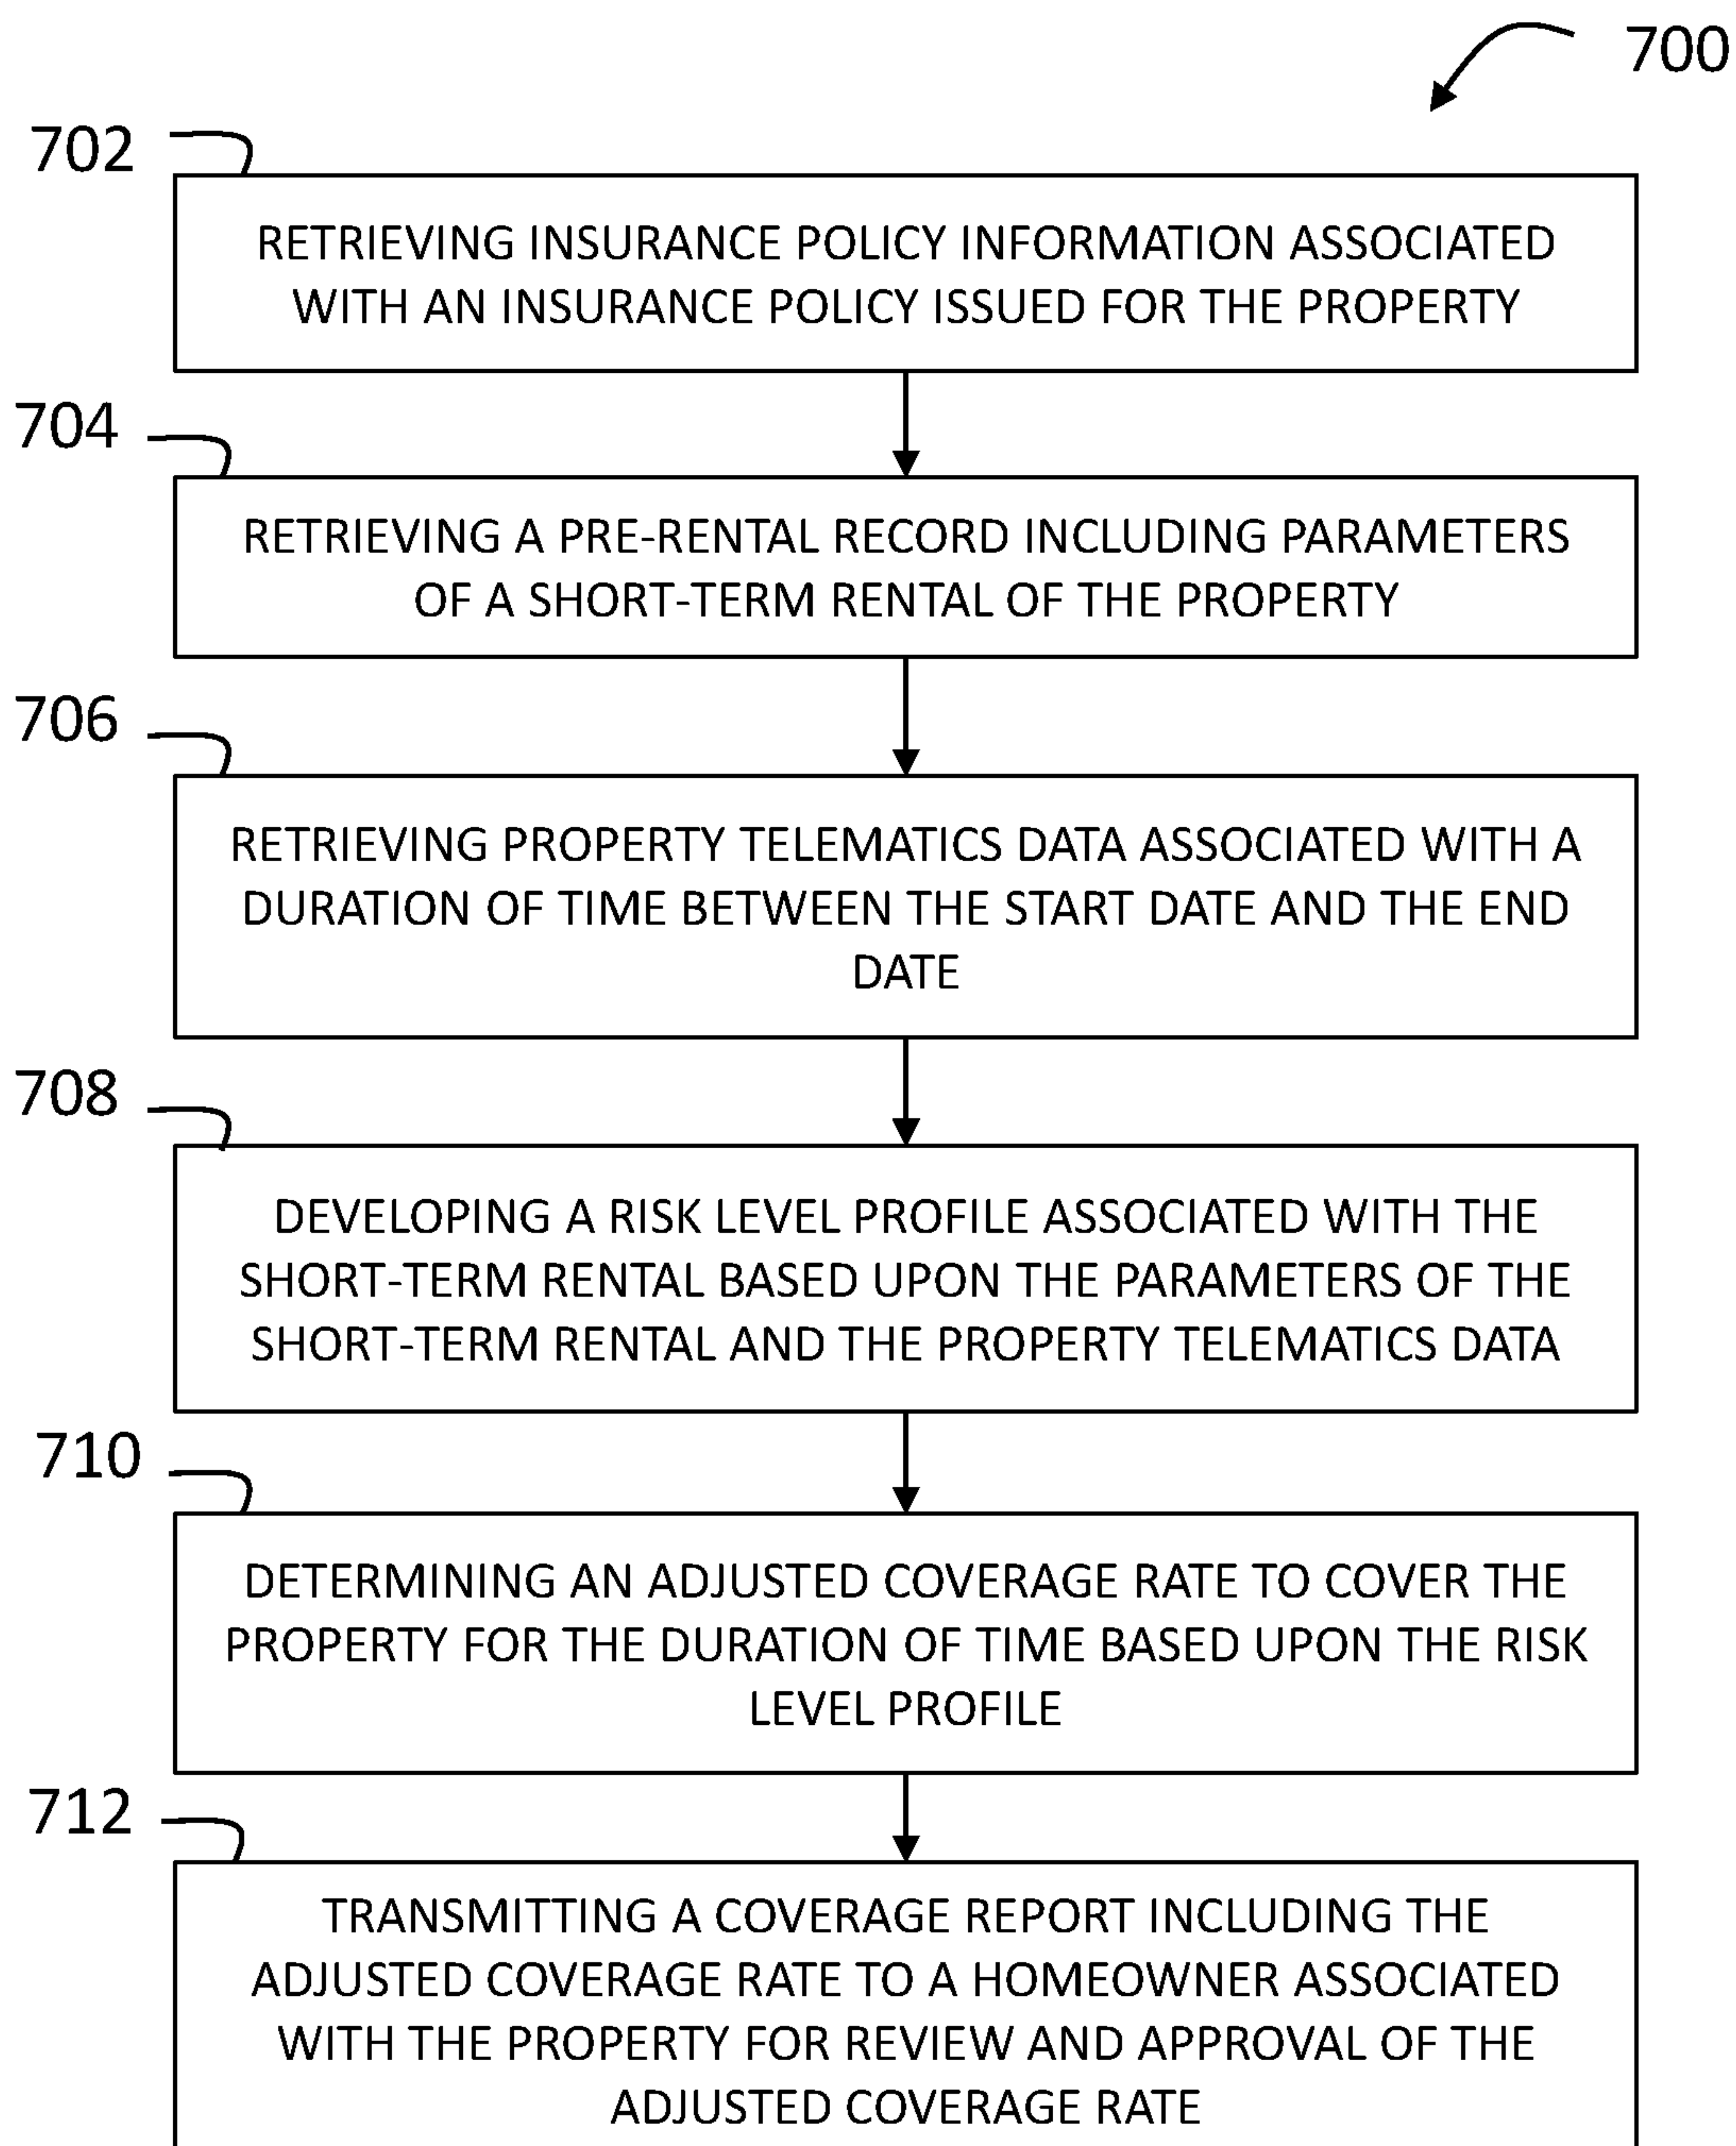 700
702
RETRIEVING INSURANCE POLICY INFORMATION ASSOCIATED
WITH AN INSURANCE POLICY ISSUED FOR THE PROPERTY
704
RETRIEVING A PRE-RENTAL RECORD INCLUDING PARAMETERS
OF A SHORT-TERM RENTAL OF THE PROPERTY
706
RETRIEVING PROPERTY TELEMATICS DATA ASSOCIATED WITH A
DURATION OF TIME BETWEEN THE START DATE AND THE END
DATE
708
DEVELOPING A RISK LEVEL PROFILE ASSOCIATED WITH THE
SHORT-TERM RENTAL BASED UPON THE PARAMETERS OF THE
SHORT-TERM RENTAL AND THE PROPERTY TELEMATICS DATA
710
DETERMINING AN ADJUSTED COVERAGE RATE TO COVER THE
PROPERTY FOR THE DURATION OF TIME BASED UPON THE RISK
LEVEL PROFILE
712
TRANSMITTING A COVERAGE REPORT INCLUDING THE
ADJUSTED COVERAGE RATE TO A HOMEOWNER ASSOCIATED
WITH THE PROPERTY FOR REVIEW AND APPROVAL OF THE
ADJUSTED COVERAGE RATE